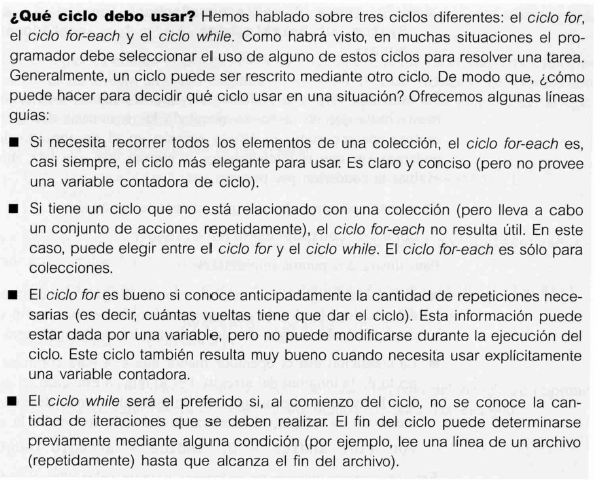 ¿Qué ciclo debo usar? Hemos hablado sobre tres ciclos diferentes: el ciclo for,
el ciclo for-each y el ciclo while. Como habrá visto, en muchas situaciones el pro-
gramador debe seleccionar el uso de alguno de estos ciclos para resolver una tarea.
Generalmente, un ciclo puede ser rescrito mediante otro ciclo. De modo que, ¿cómo
puede hacer para decidir qué ciclo usar en una situación? Ofrecemos algunas líneas
guías:
■ Si necesita recorrer todos los elementos de una colección, el ciclo for-each es,
casi siempre, el ciclo más elegante para usar. Es claro y conciso (pero no provee
una variable contadora de ciclo).
■ Si tiene un ciclo que no está relacionado con una colección (pero lleva a cabo
un conjunto de acciones repetidamente), el ciclo for-each no resulta útil. En este
caso, puede elegir entre el ciclo for y el ciclo while. El ciclo for-each es sólo para
colecciones.
■ El ciclo for es bueno si conoce anticipadamente la cantidad de repeticiones nece-
sarias (es decir, cuántas vueltas tiene que dar el ciclo). Esta información puede
estar dada por una variable, pero no puede modificarse durante la ejecución del
ciclo. Este ciclo también resulta muy bueno cuando necesita usar explícitamente
una variable contadora.
■ El ciclo while será el preferido si, al comienzo del ciclo, no se conoce la can-
tidad de iteraciones que se deben realizar. El fin del ciclo puede determinarse
previamente mediante alguna condición (por ejemplo, lee una línea de un archivo
(repetidamente) hasta que alcanza el fin del archivo).